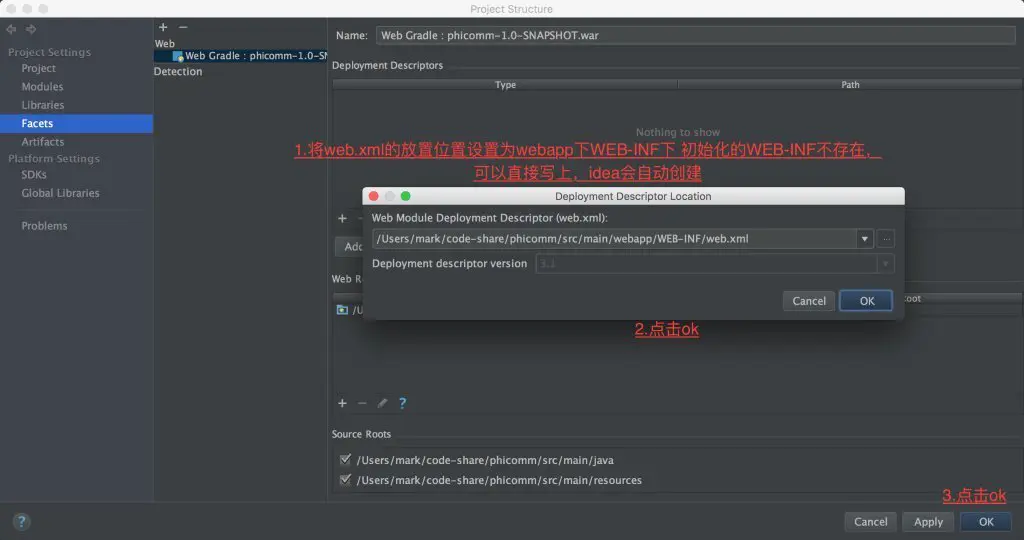 Project Structure
Project Settings
Project
Modules
Libraries
Facets
Artifacts
Platform Settings
SDKs
Global Libraries
Problems
Web
Web Gradle : phicomm-1.0-SN
Detection
Name: Web Gradle : phicomm-1.0-SNAPSHOT.war
Deployment Descriptors
Type Path
Nothing to show
1.将web.xml的放置位置设置为webapp下WEB-INF下 初始化的WEB-INF不存在，
可以直接写上，idea会自动创建
Deployment Descriptor Location
Web Module Deployment Descriptor (web.xml):
/Users/mark/code-share/phicomm/src/main/webapp/WEB-INF/web.xml
Deployment descriptor version 3.1
Cancel OK
Add
Web R
oot
/U
2.点击ok
Source Roots
/Users/mark/code-share/phicomm/src/main/java
/Users/mark/code-share/phicomm/src/main/resources
3.点击ok
Cancel Apply OK